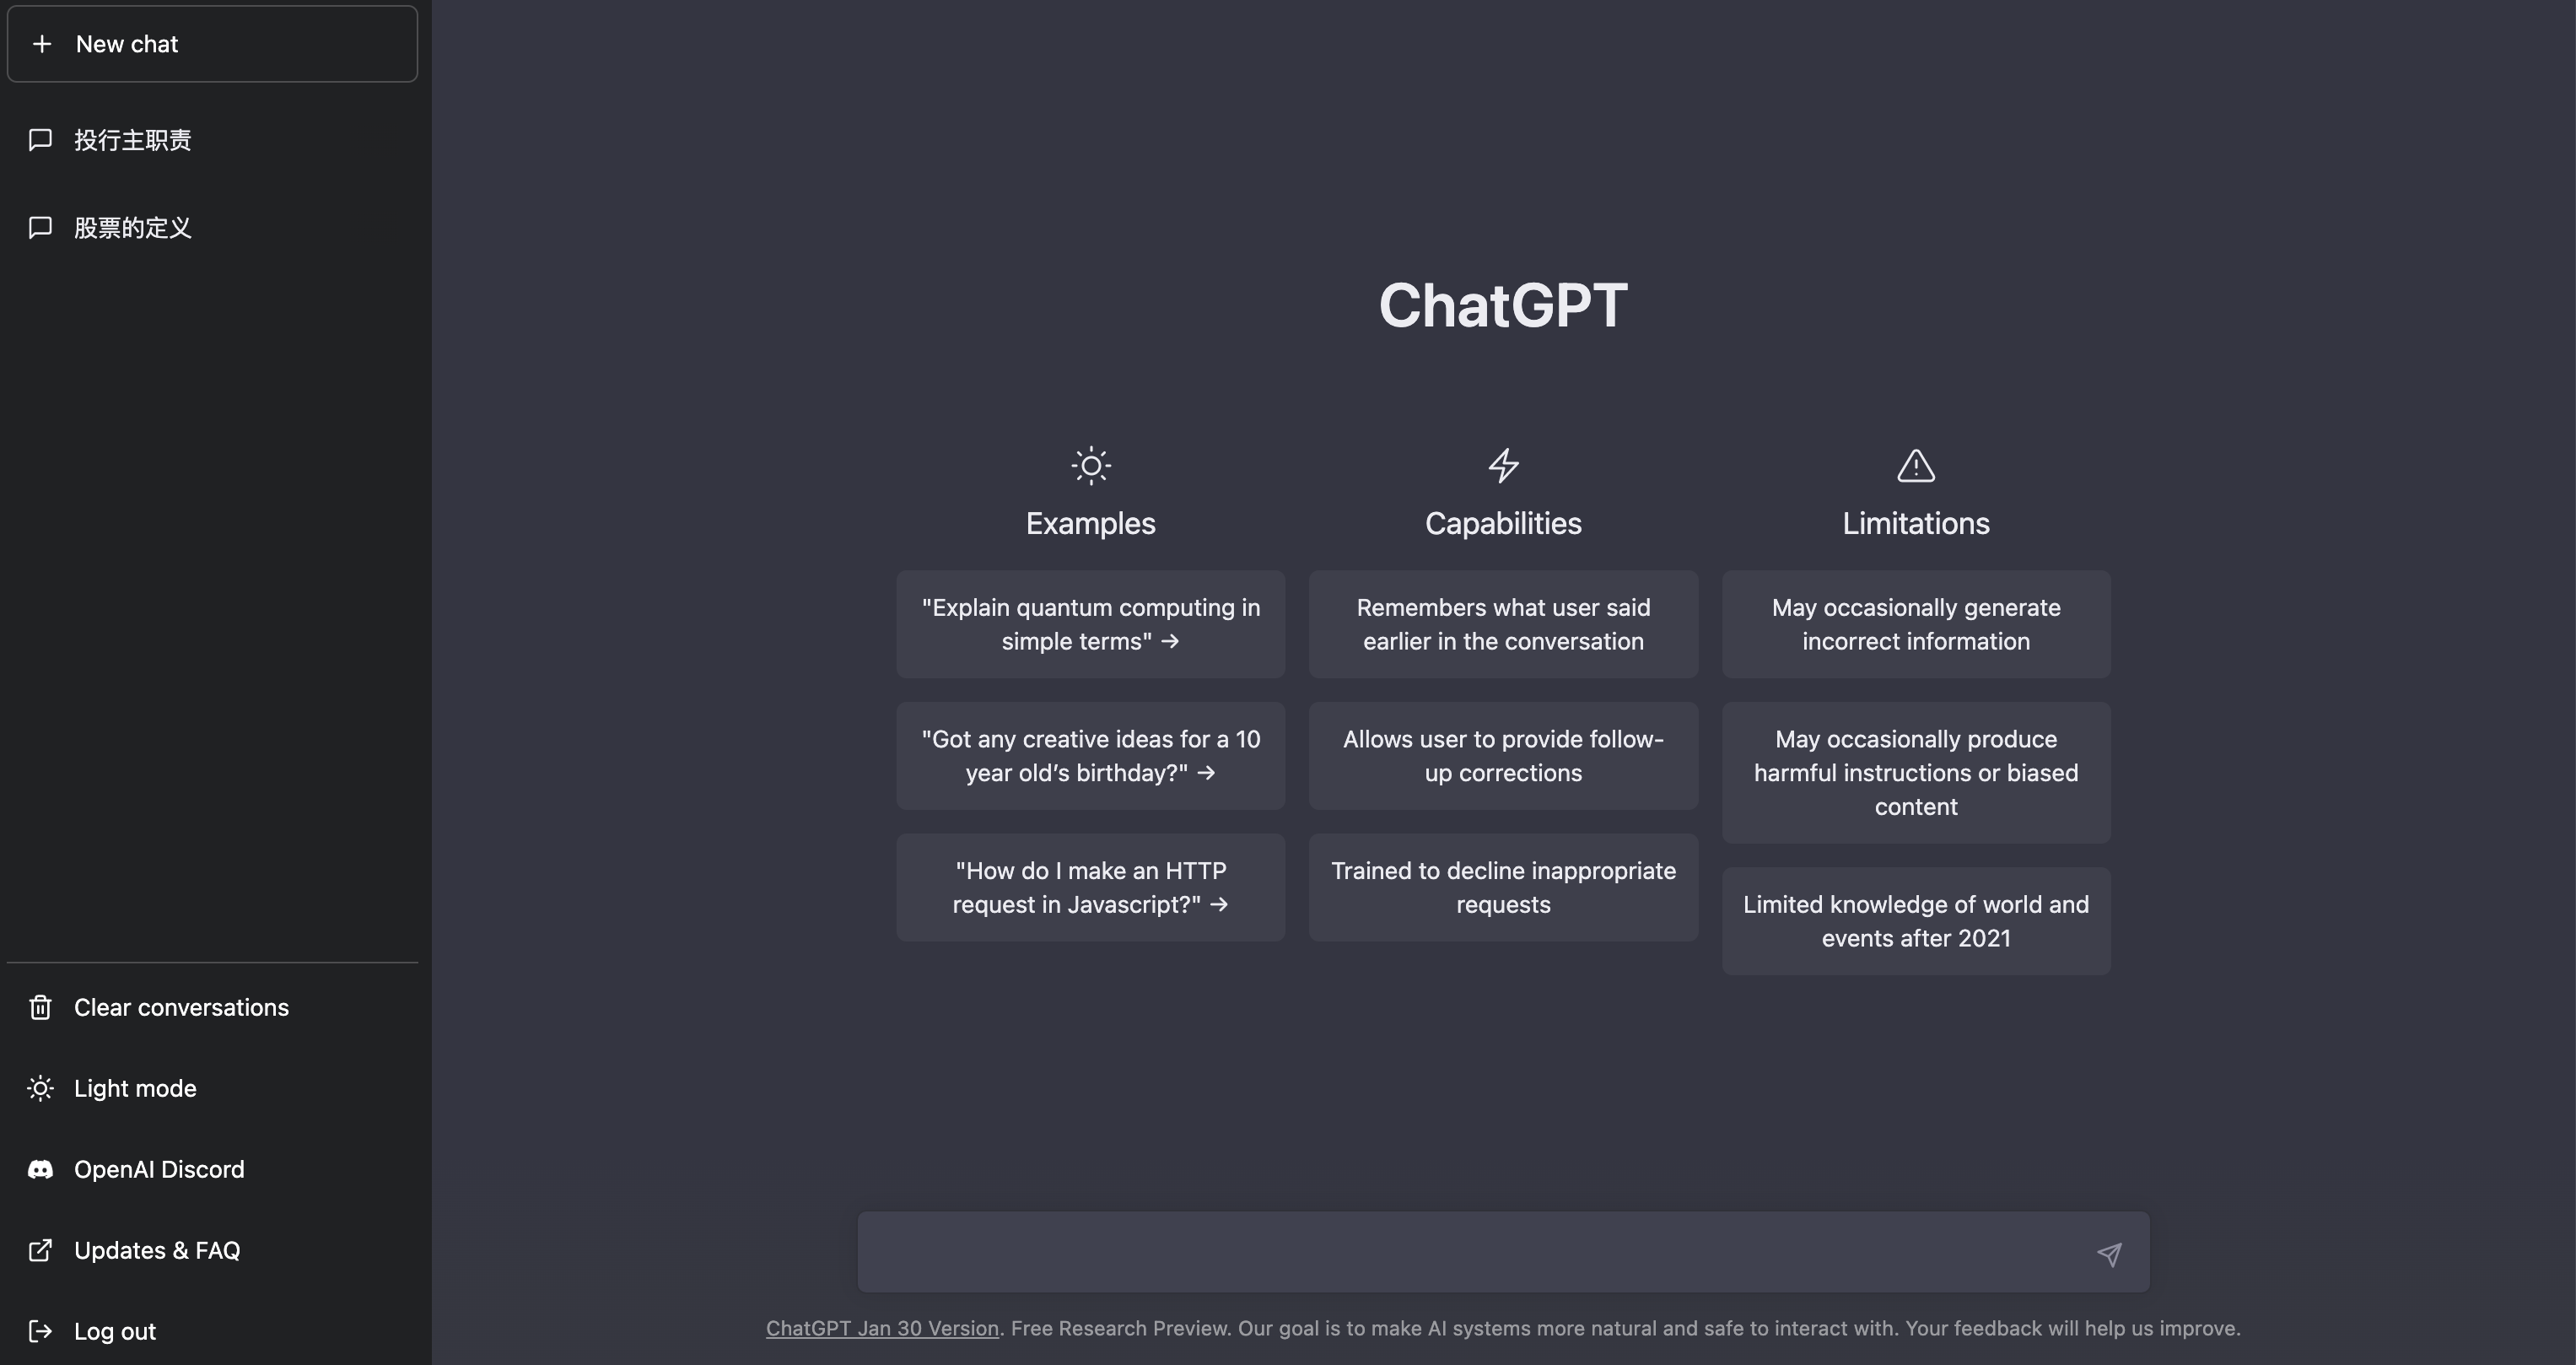 New chat
投行主职责
股票的定义
Clear conversations
Light mode
OpenAI Discord
Updates & FAQ
Log out
ChatGPT
Examples
"Explain quantum computing in
simple terms" →
"Got any creative ideas for a 10
year old’s birthday?" →
"How do I make an HTTP
request in Javascript?" →
Capabilities
Remembers what user said
earlier in the conversation
Allows user to provide follow-
up corrections
Trained to decline inappropriate
requests
Limitations
May occasionally generate
incorrect information
May occasionally produce
harmful instructions or biased
content
Limited knowledge of world and
events after 2021
ChatGPT Jan 30 Version. Free Research Preview. Our goal is to make AI systems more natural and safe to interact with. Your feedback will help us improve.